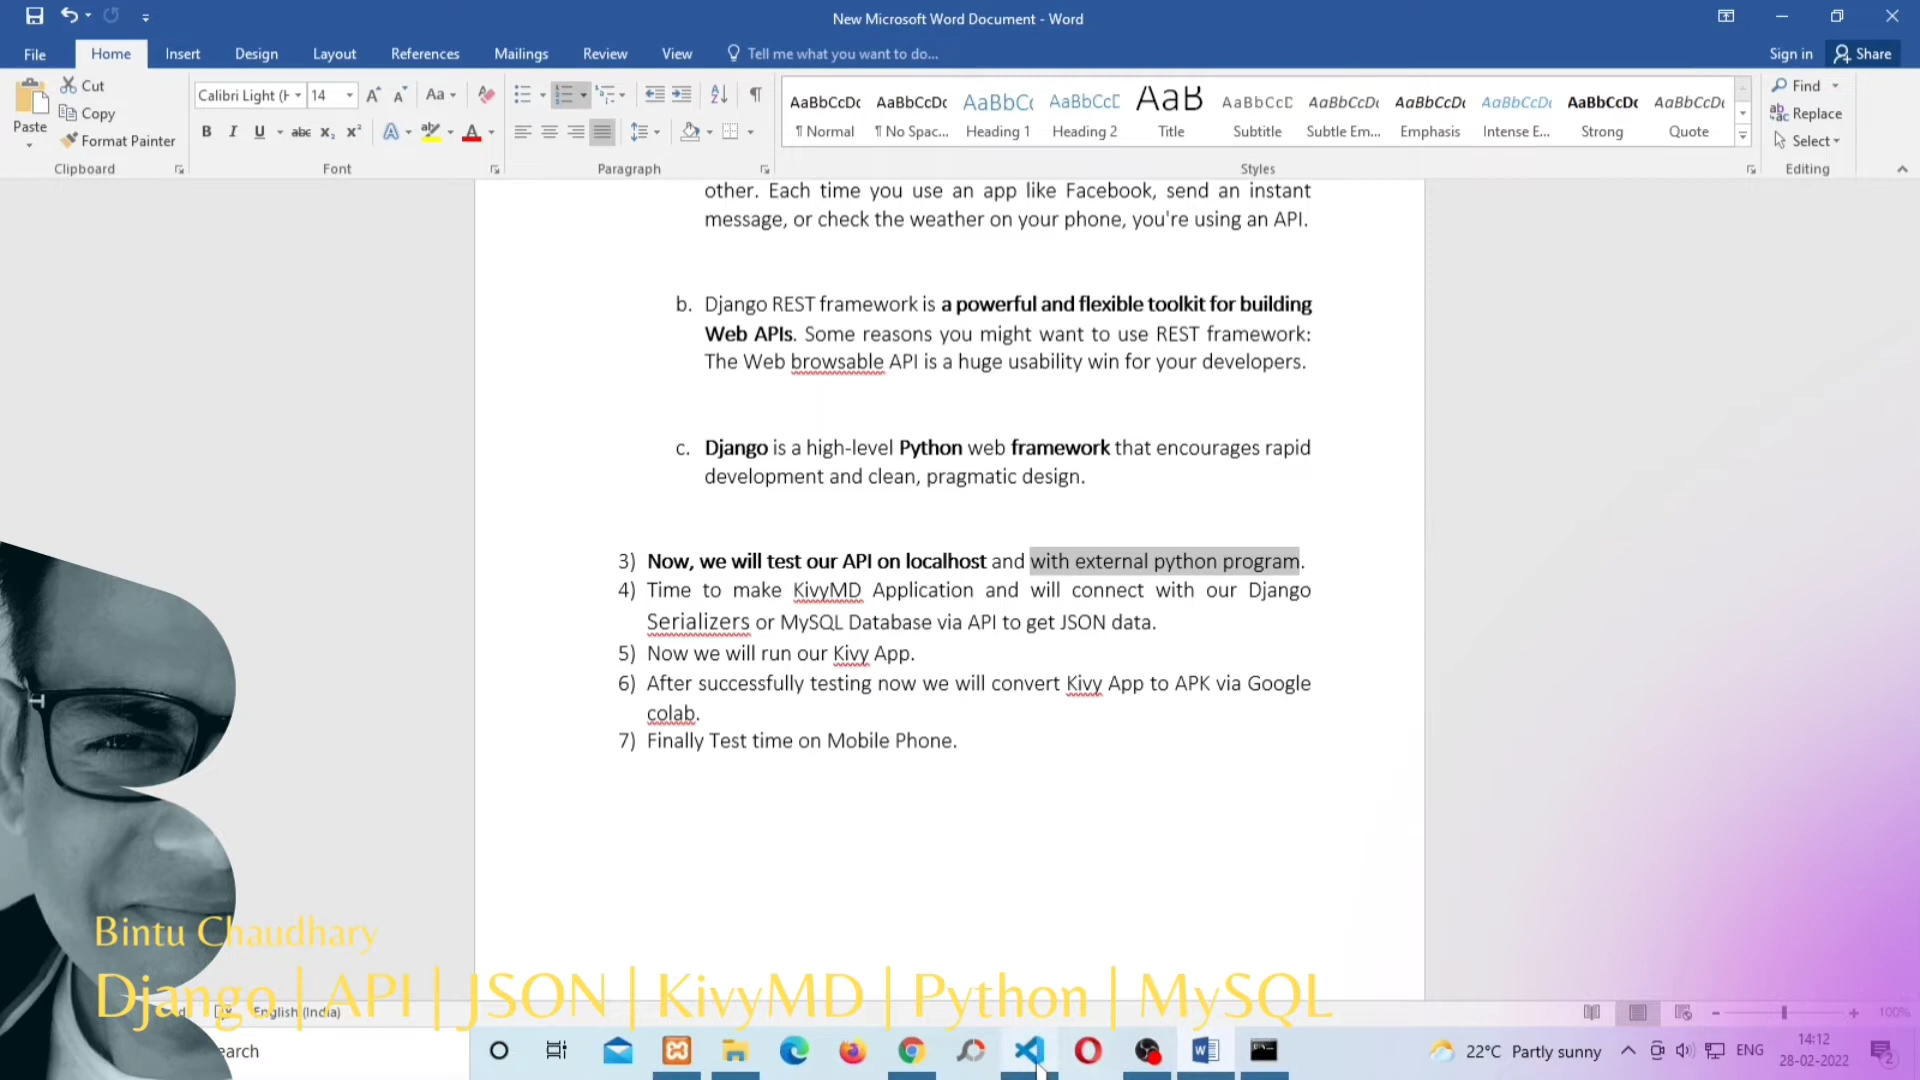 New Microsoft Word Document - Word
File Home Insert Design Layout References Mailings Review View Tell me what you want to do... Sign in Share
Paste Cut Copy Format Painter Clipboard
Calibri Light (H 14 Aa
B I U abc x₂ x² A A
Font
Paragraph
AaBbCcDc AaBbCcDc AaBbCc AaBbCcD AaB AaBbCcD AaBbCcDc AaBbCcDc AaBbCcDc AaBbCcDc AaBbCcDc
¶ Normal ¶ No Spac... Heading 1 Heading 2 Title Subtitle Subtle Em... Emphasis Intense E... Strong Quote
Styles
Find
Replace
Select
Editing
other. Each time you use an app like Facebook, send an instant
message, or check the weather on your phone, you're using an API.
b. Django REST framework is a powerful and flexible toolkit for building
Web APIs. Some reasons you might want to use REST framework:
The Web browsable API is a huge usability win for your developers.
c. Django is a high-level Python web framework that encourages rapid
development and clean, pragmatic design.
3) Now, we will test our API on localhost and with external python program.
4) Time to make KivyMD Application and will connect with our Django
Serializers or MySQL Database via API to get JSON data.
5) Now we will run our Kivy App.
6) After successfully testing now we will convert Kivy App to APK via Google
colab.
7) Finally Test time on Mobile Phone.
Bintu Chaudhary
Django | API | JSON | KivyMD | Python | MySQL
English (India)
100%
earch
22°C Partly sunny
ENG
14:12
28-02-2022
2